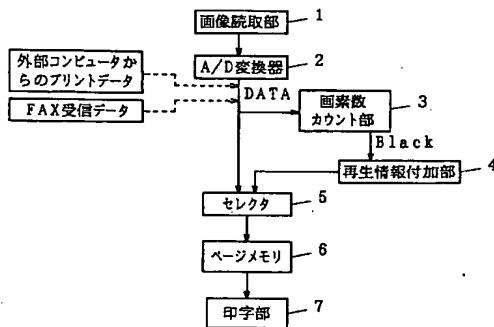 画像読取部
1
A/D変換器
2
外部コンピュータか
らのプリントデータ
DATA
FAX受信データ
画素数
カウント部
3
Black
再生情報付加部
4
セレクタ
5
ページメモリ
6
印字部
7